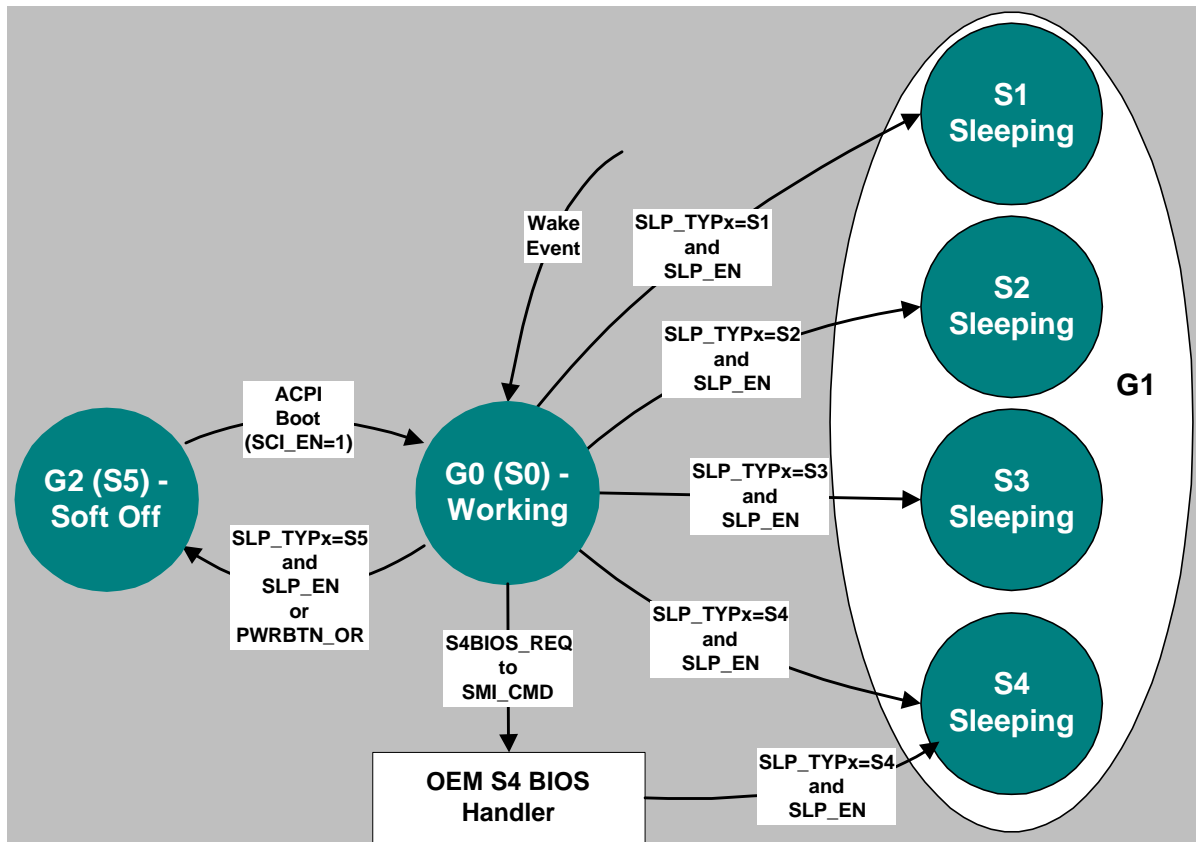 S1
Sleeping
Wake
Event
SLP_TYPx=S1
and
SLP_EN
S2
Sleeping
SLP_TYPx=S2
and
SLP_EN
G1
ACPI
Boot
(SCI_EN=1)
G2 (S5) -
Soft Off
G0 (S0) -
Working
SLP_TYPx=S3
and
SLP_EN
S3
Sleeping
SLP_TYPx=S5
and
SLP_EN
or
PWRBTN_OR
S4BIOS_REQ
to
SMI_CMD
SLP_TYPx=S4
and
SLP_EN
S4
Sleeping
OEM S4 BIOS
Handler
SLP_TYPx=S4
and
SLP_EN